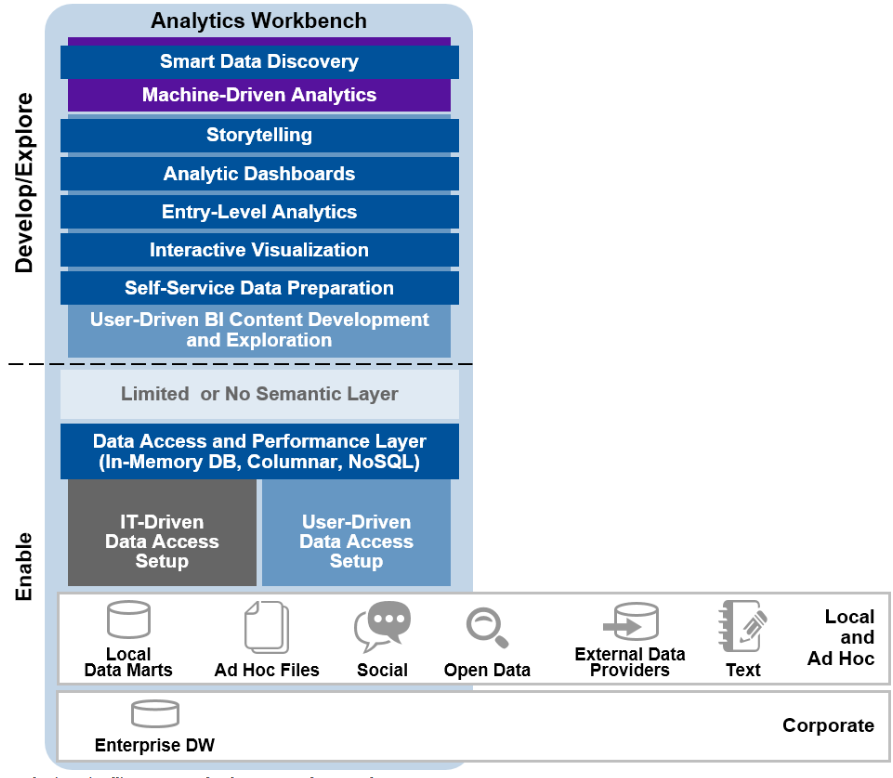 Analytics Workbench
Smart Data Discovery
Machine-Driven Analytics
Storytelling
Analytic Dashboards
Entry-Level Analytics
Interactive Visualization
Self-Service Data Preparation
User-Driven BI Content Development
and Exploration
Develop/Explore
Limited or No Semantic Layer
Data Access and Performance Layer
(In-Memory DB, Columnar, NoSQL)
IT-Driven
Data Access
Setup
User-Driven
Data Access
Setup
Enable
Local
Data Marts
Ad Hoc Files
Social
Open Data
External Data
Providers
Text
Local
and
Ad Hoc
Enterprise DW
Corporate